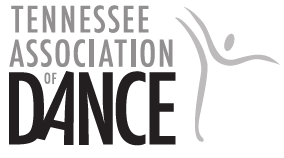 TENNESSEE
ASSOCIATION
OF
DANCE